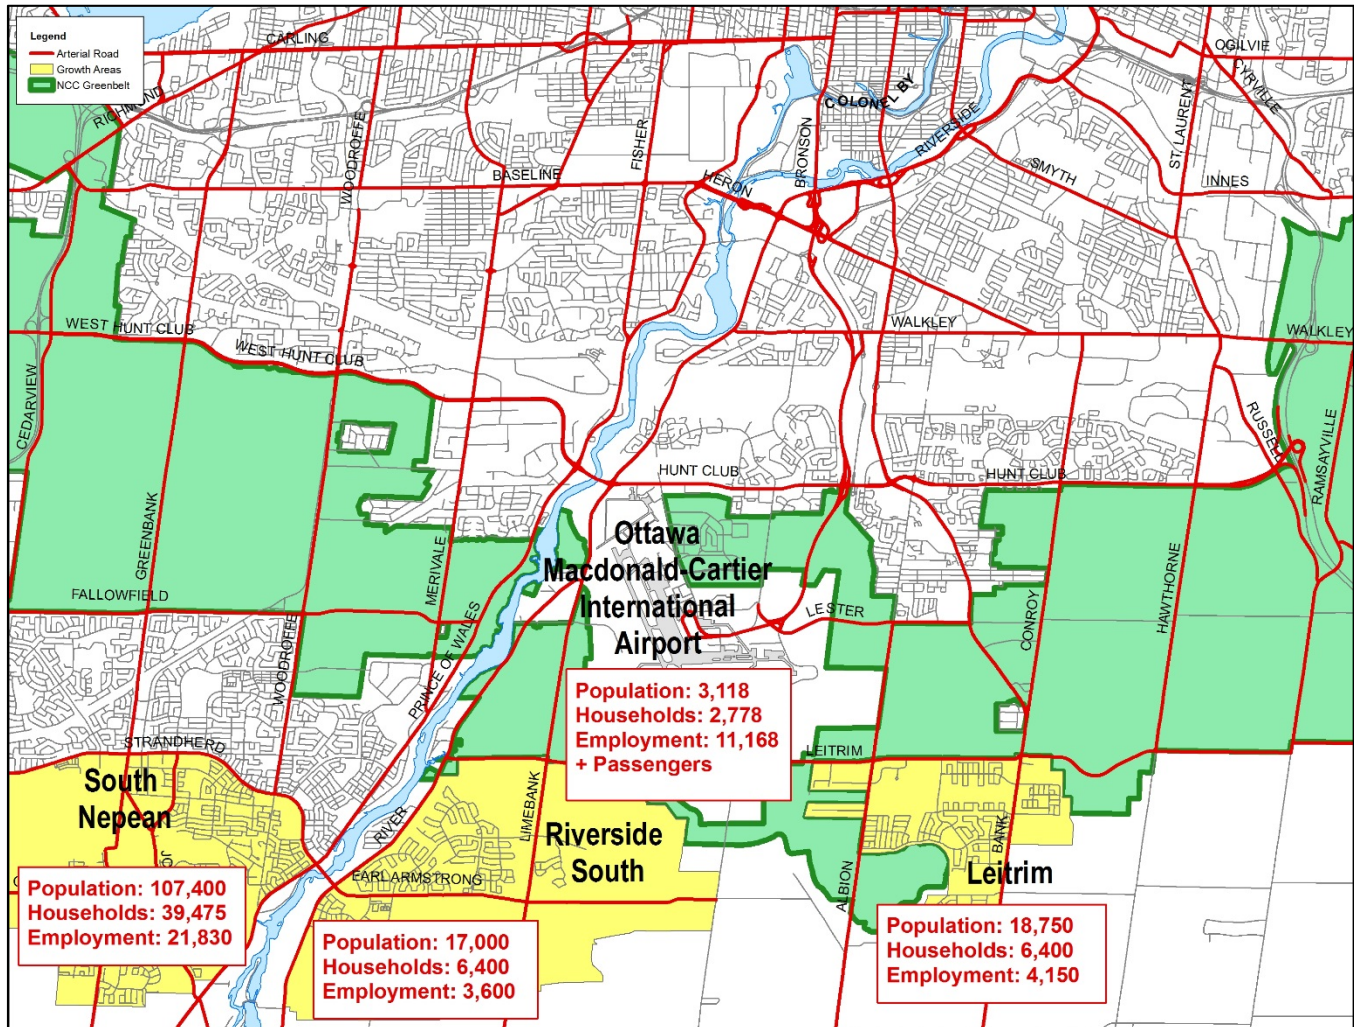 Legend
Arterial Road
Growth Areas
NCC Greenbelt
CARLING
OGILVIE
CYRVILLE
RICHMOND
COLONEL BY
WOODROFFE
FISHER
BRONSON
RIVERSIDE
ST. LAURENT
BASELINE
HERON
SMYTH
INNES
WEST HUNT CLUB
WEST HUNT CLUB
WALKLEY
WALKLEY
CEDARVIEW
RUSSELL
RAMSAYVILLE
HUNT CLUB
HUNT CLUB
GREENBANK
MERIVALE
Ottawa
Macdonald-Cartier
International
Airport
HAWTHORNE
FALLOWFIELD
LESTER
CONROY
WOODROFFE
PRINCE OF WALES
Population: 3,118
Households: 2,778
Employment: 11,168
+ Passengers
STRANDHERD
LEITRIM
South
Nepean
RIVER
LIMEBANK
Riverside
South
BANK
Leitrim
EARL ARMSTRONG
ALBION
Population: 107,400
Households: 39,475
Employment: 21,830
Population: 17,000
Households: 6,400
Employment: 3,600
Population: 18,750
Households: 6,400
Employment: 4,150